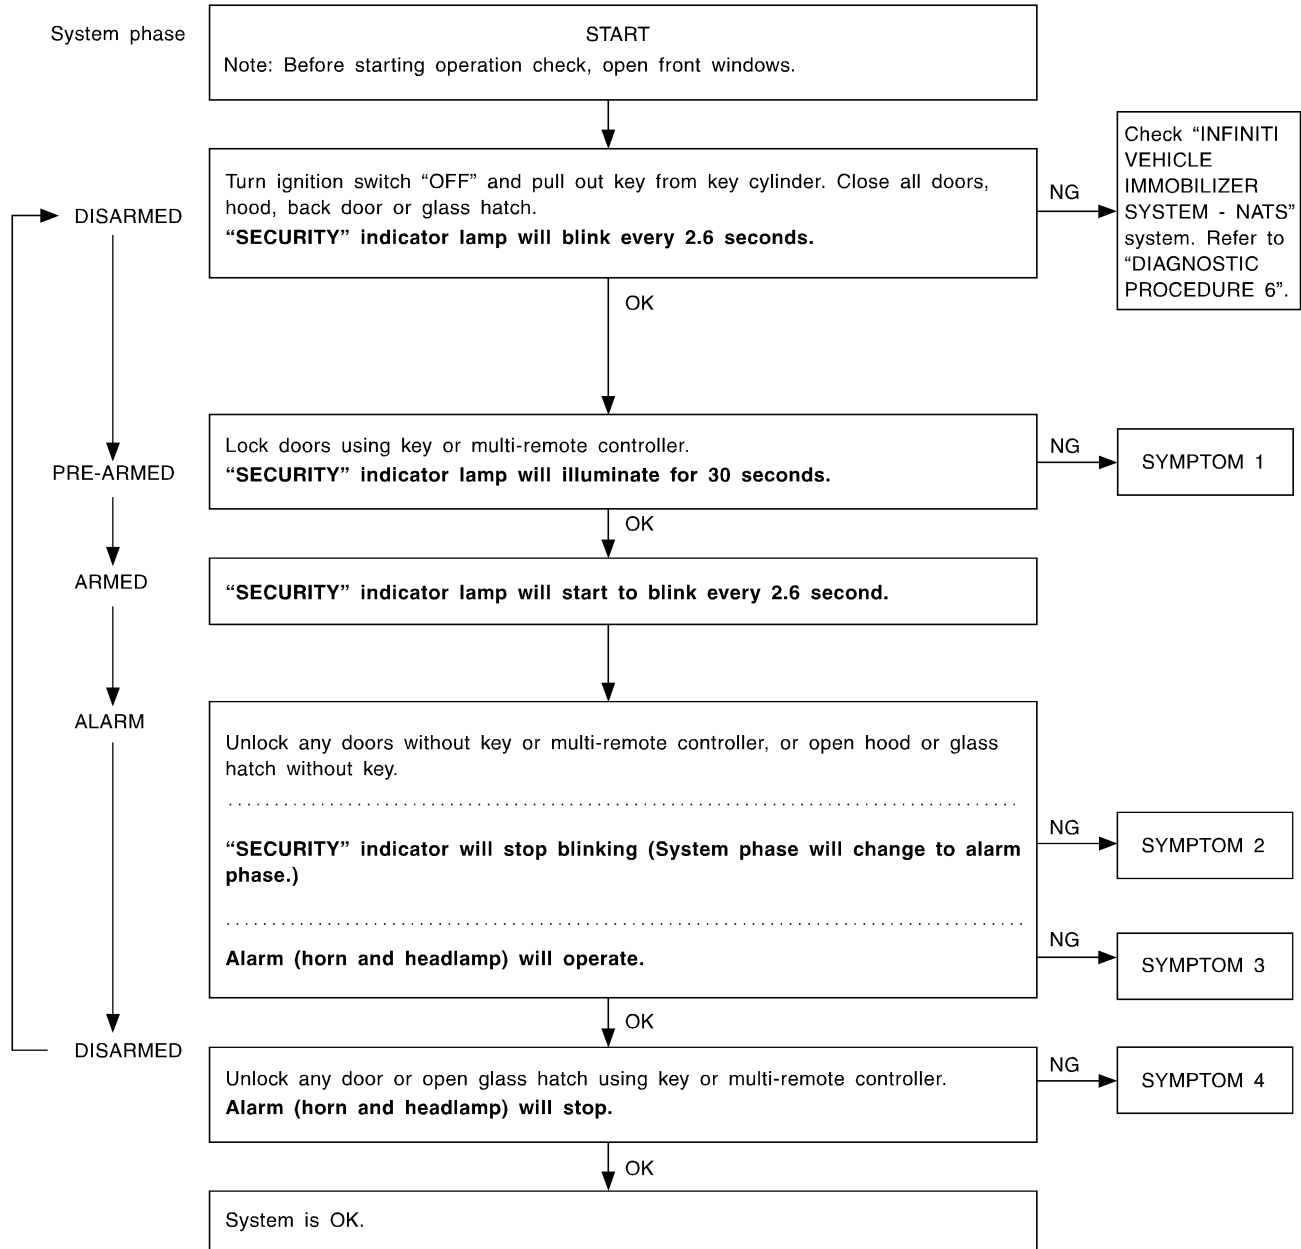 System phase
START
Note: Before starting operation check, open front windows.
DISARMED
Turn ignition switch “OFF” and pull out key from key cylinder. Close all doors,
hood, back door or glass hatch.
“SECURITY” indicator lamp will blink every 2.6 seconds.
NG
Check “INFINITI
VEHICLE
IMMOBILIZER
SYSTEM - NATS”
system. Refer to
“DIAGNOSTIC
PROCEDURE 6”.
OK
PRE-ARMED
Lock doors using key or multi-remote controller.
“SECURITY” indicator lamp will illuminate for 30 seconds.
NG
SYMPTOM 1
OK
ARMED
“SECURITY” indicator lamp will start to blink every 2.6 second.
ALARM
Unlock any doors without key or multi-remote controller, or open hood or glass
hatch without key.
“SECURITY” indicator will stop blinking (System phase will change to alarm
phase.)
NG
SYMPTOM 2
Alarm (horn and headlamp) will operate.
NG
SYMPTOM 3
OK
DISARMED
Unlock any door or open glass hatch using key or multi-remote controller.
Alarm (horn and headlamp) will stop.
NG
SYMPTOM 4
OK
System is OK.